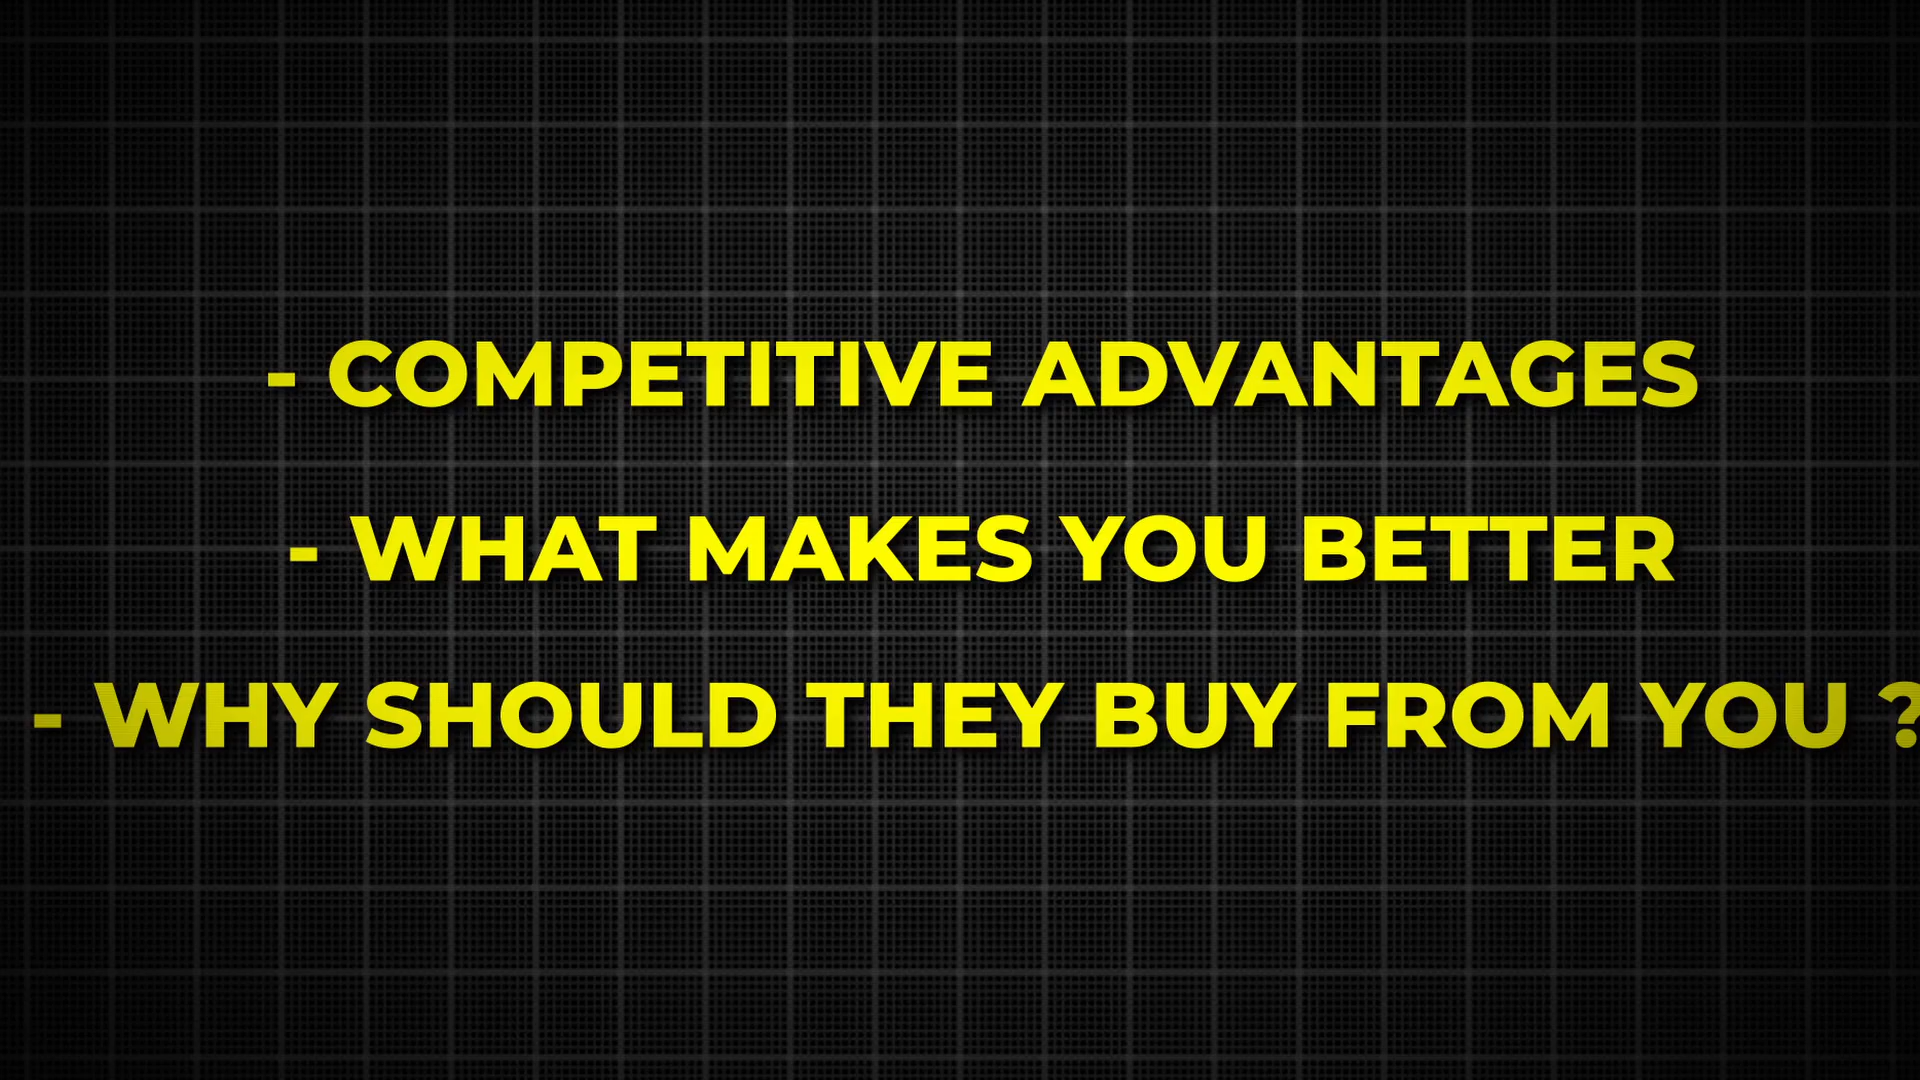 - COMPETITIVE ADVANTAGES
- WHAT MAKES YOU BETTER
- WHY SHOULD THEY BUY FROM YOU ?